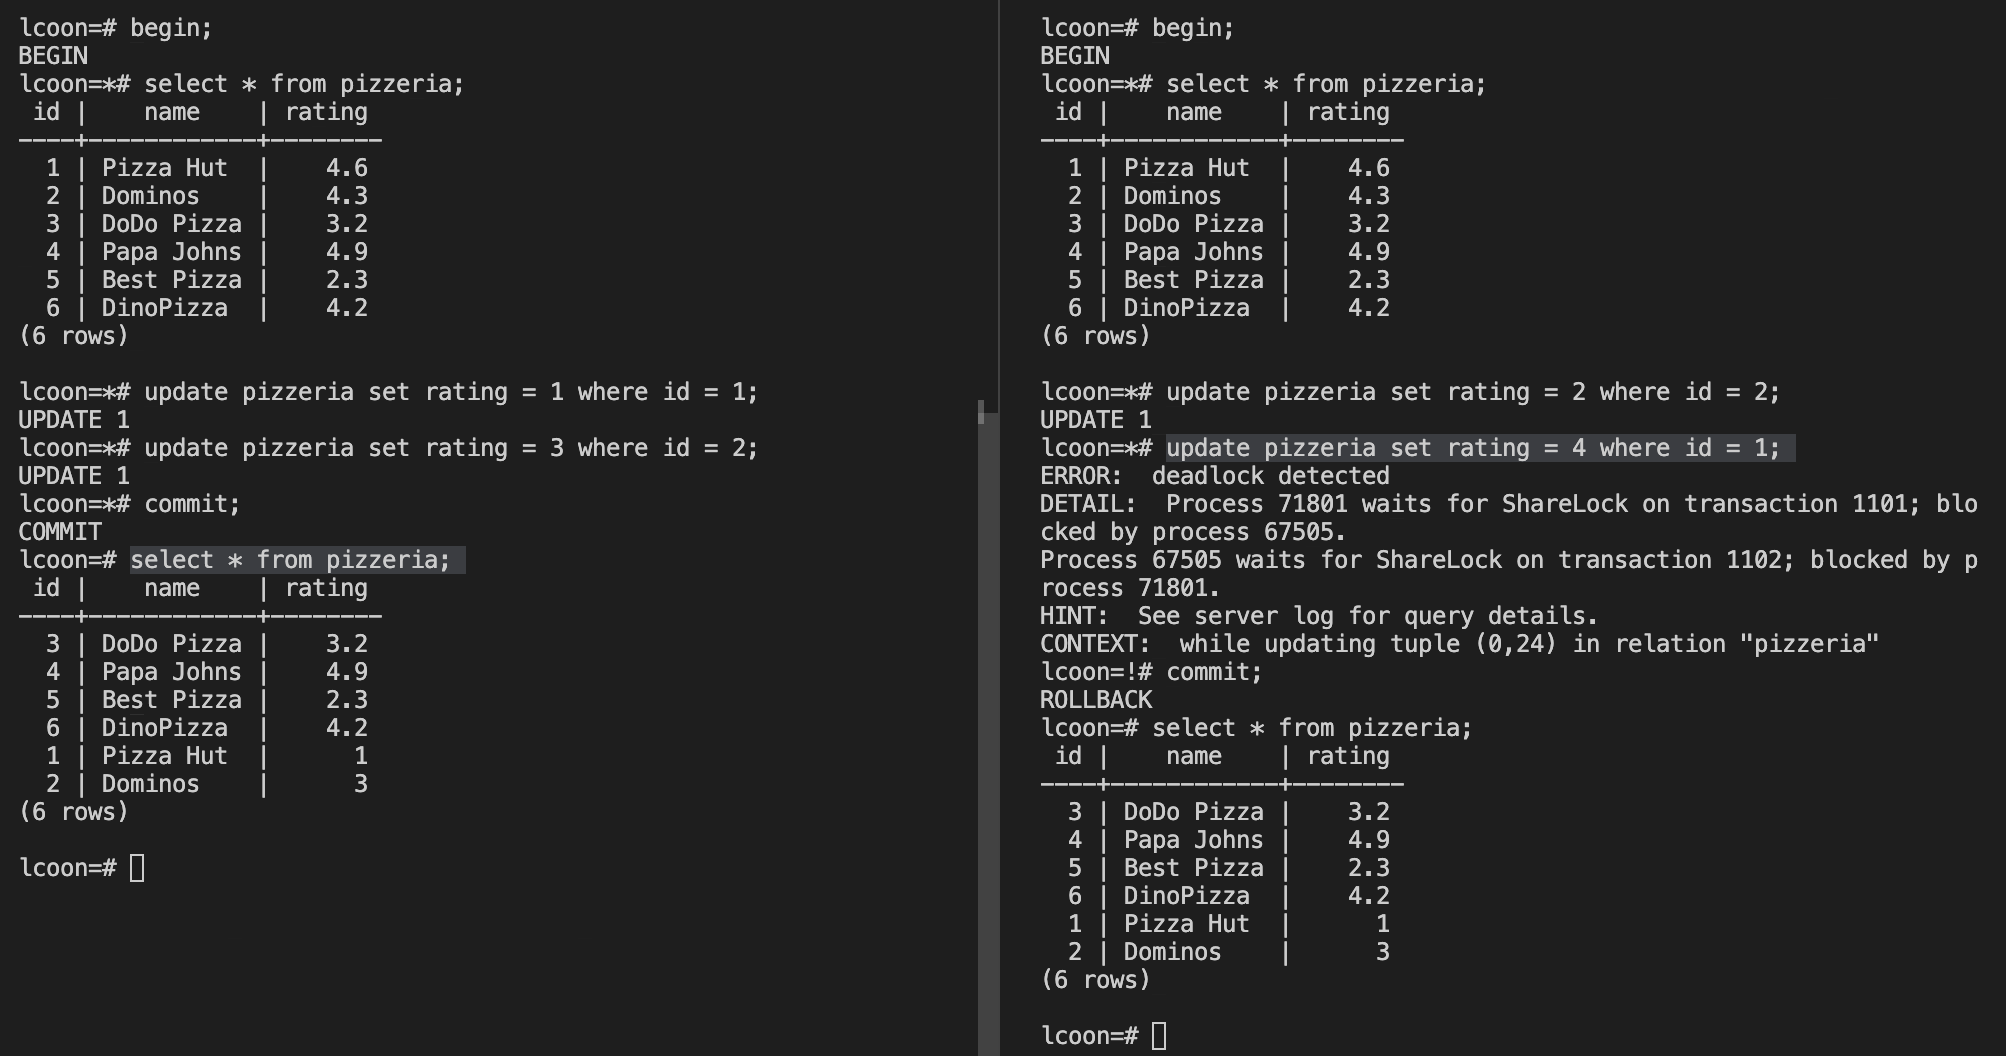 lcoon=# begin;
BEGIN
lcoon=*# select * from pizzeria;
 id |    name    | rating
----+------------+--------
  1 | Pizza Hut  |    4.6
  2 | Dominos    |    4.3
  3 | DoDo Pizza |    3.2
  4 | Papa Johns |    4.9
  5 | Best Pizza |    2.3
  6 | DinoPizza  |    4.2
(6 rows)

lcoon=*# update pizzeria set rating = 1 where id = 1;
UPDATE 1
lcoon=*# update pizzeria set rating = 3 where id = 2;
UPDATE 1
lcoon=*# commit;
COMMIT
lcoon=# select * from pizzeria;
 id |    name    | rating
----+------------+--------
  3 | DoDo Pizza |    3.2
  4 | Papa Johns |    4.9
  5 | Best Pizza |    2.3
  6 | DinoPizza  |    4.2
  1 | Pizza Hut  |      1
  2 | Dominos    |      3
(6 rows)

lcoon=#
lcoon=# begin;
BEGIN
lcoon=*# select * from pizzeria;
 id |    name    | rating
----+------------+--------
  1 | Pizza Hut  |    4.6
  2 | Dominos    |    4.3
  3 | DoDo Pizza |    3.2
  4 | Papa Johns |    4.9
  5 | Best Pizza |    2.3
  6 | DinoPizza  |    4.2
(6 rows)

lcoon=*# update pizzeria set rating = 2 where id = 2;
UPDATE 1
lcoon=*# update pizzeria set rating = 4 where id = 1;
ERROR:  deadlock detected
DETAIL:  Process 71801 waits for ShareLock on transaction 1101; blo
cked by process 67505.
Process 67505 waits for ShareLock on transaction 1102; blocked by p
rocess 71801.
HINT:  See server log for query details.
CONTEXT:  while updating tuple (0,24) in relation "pizzeria"
lcoon=!# commit;
ROLLBACK
lcoon=# select * from pizzeria;
 id |    name    | rating
----+------------+--------
  3 | DoDo Pizza |    3.2
  4 | Papa Johns |    4.9
  5 | Best Pizza |    2.3
  6 | DinoPizza  |    4.2
  1 | Pizza Hut  |      1
  2 | Dominos    |      3
(6 rows)

lcoon=#